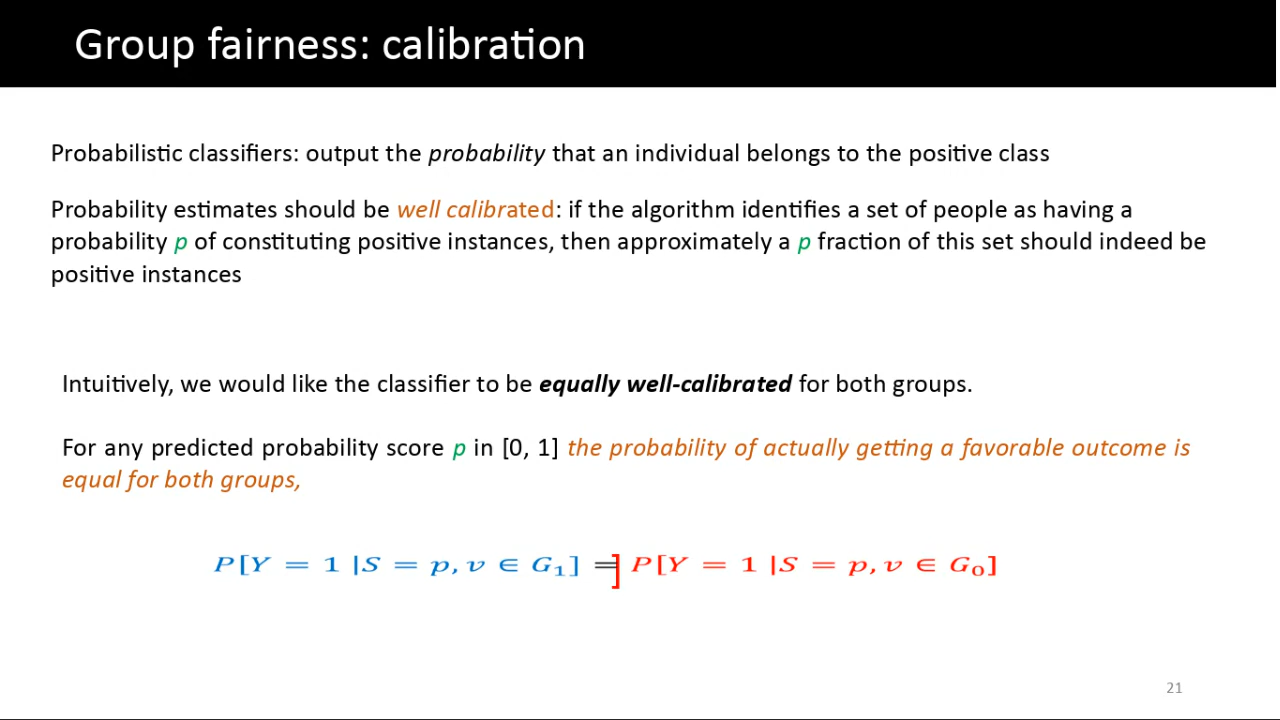 Group fairness: calibration
Probabilistic classifiers: output the probability that an individual belongs to the positive class
Probability estimates should be well calibrated: if the algorithm identifies a set of people as having a
probability p of constituting positive instances, then approximately a p fraction of this set should indeed be
positive instances
Intuitively, we would like the classifier to be equally well-calibrated for both groups.
For any predicted probability score p in [0, 1] the probability of actually getting a favorable outcome is
equal for both groups,
P[Y = 1 |S = p, v ∈ G₁] =] P[Y = 1 |S = p, v ∈ G₀]
21